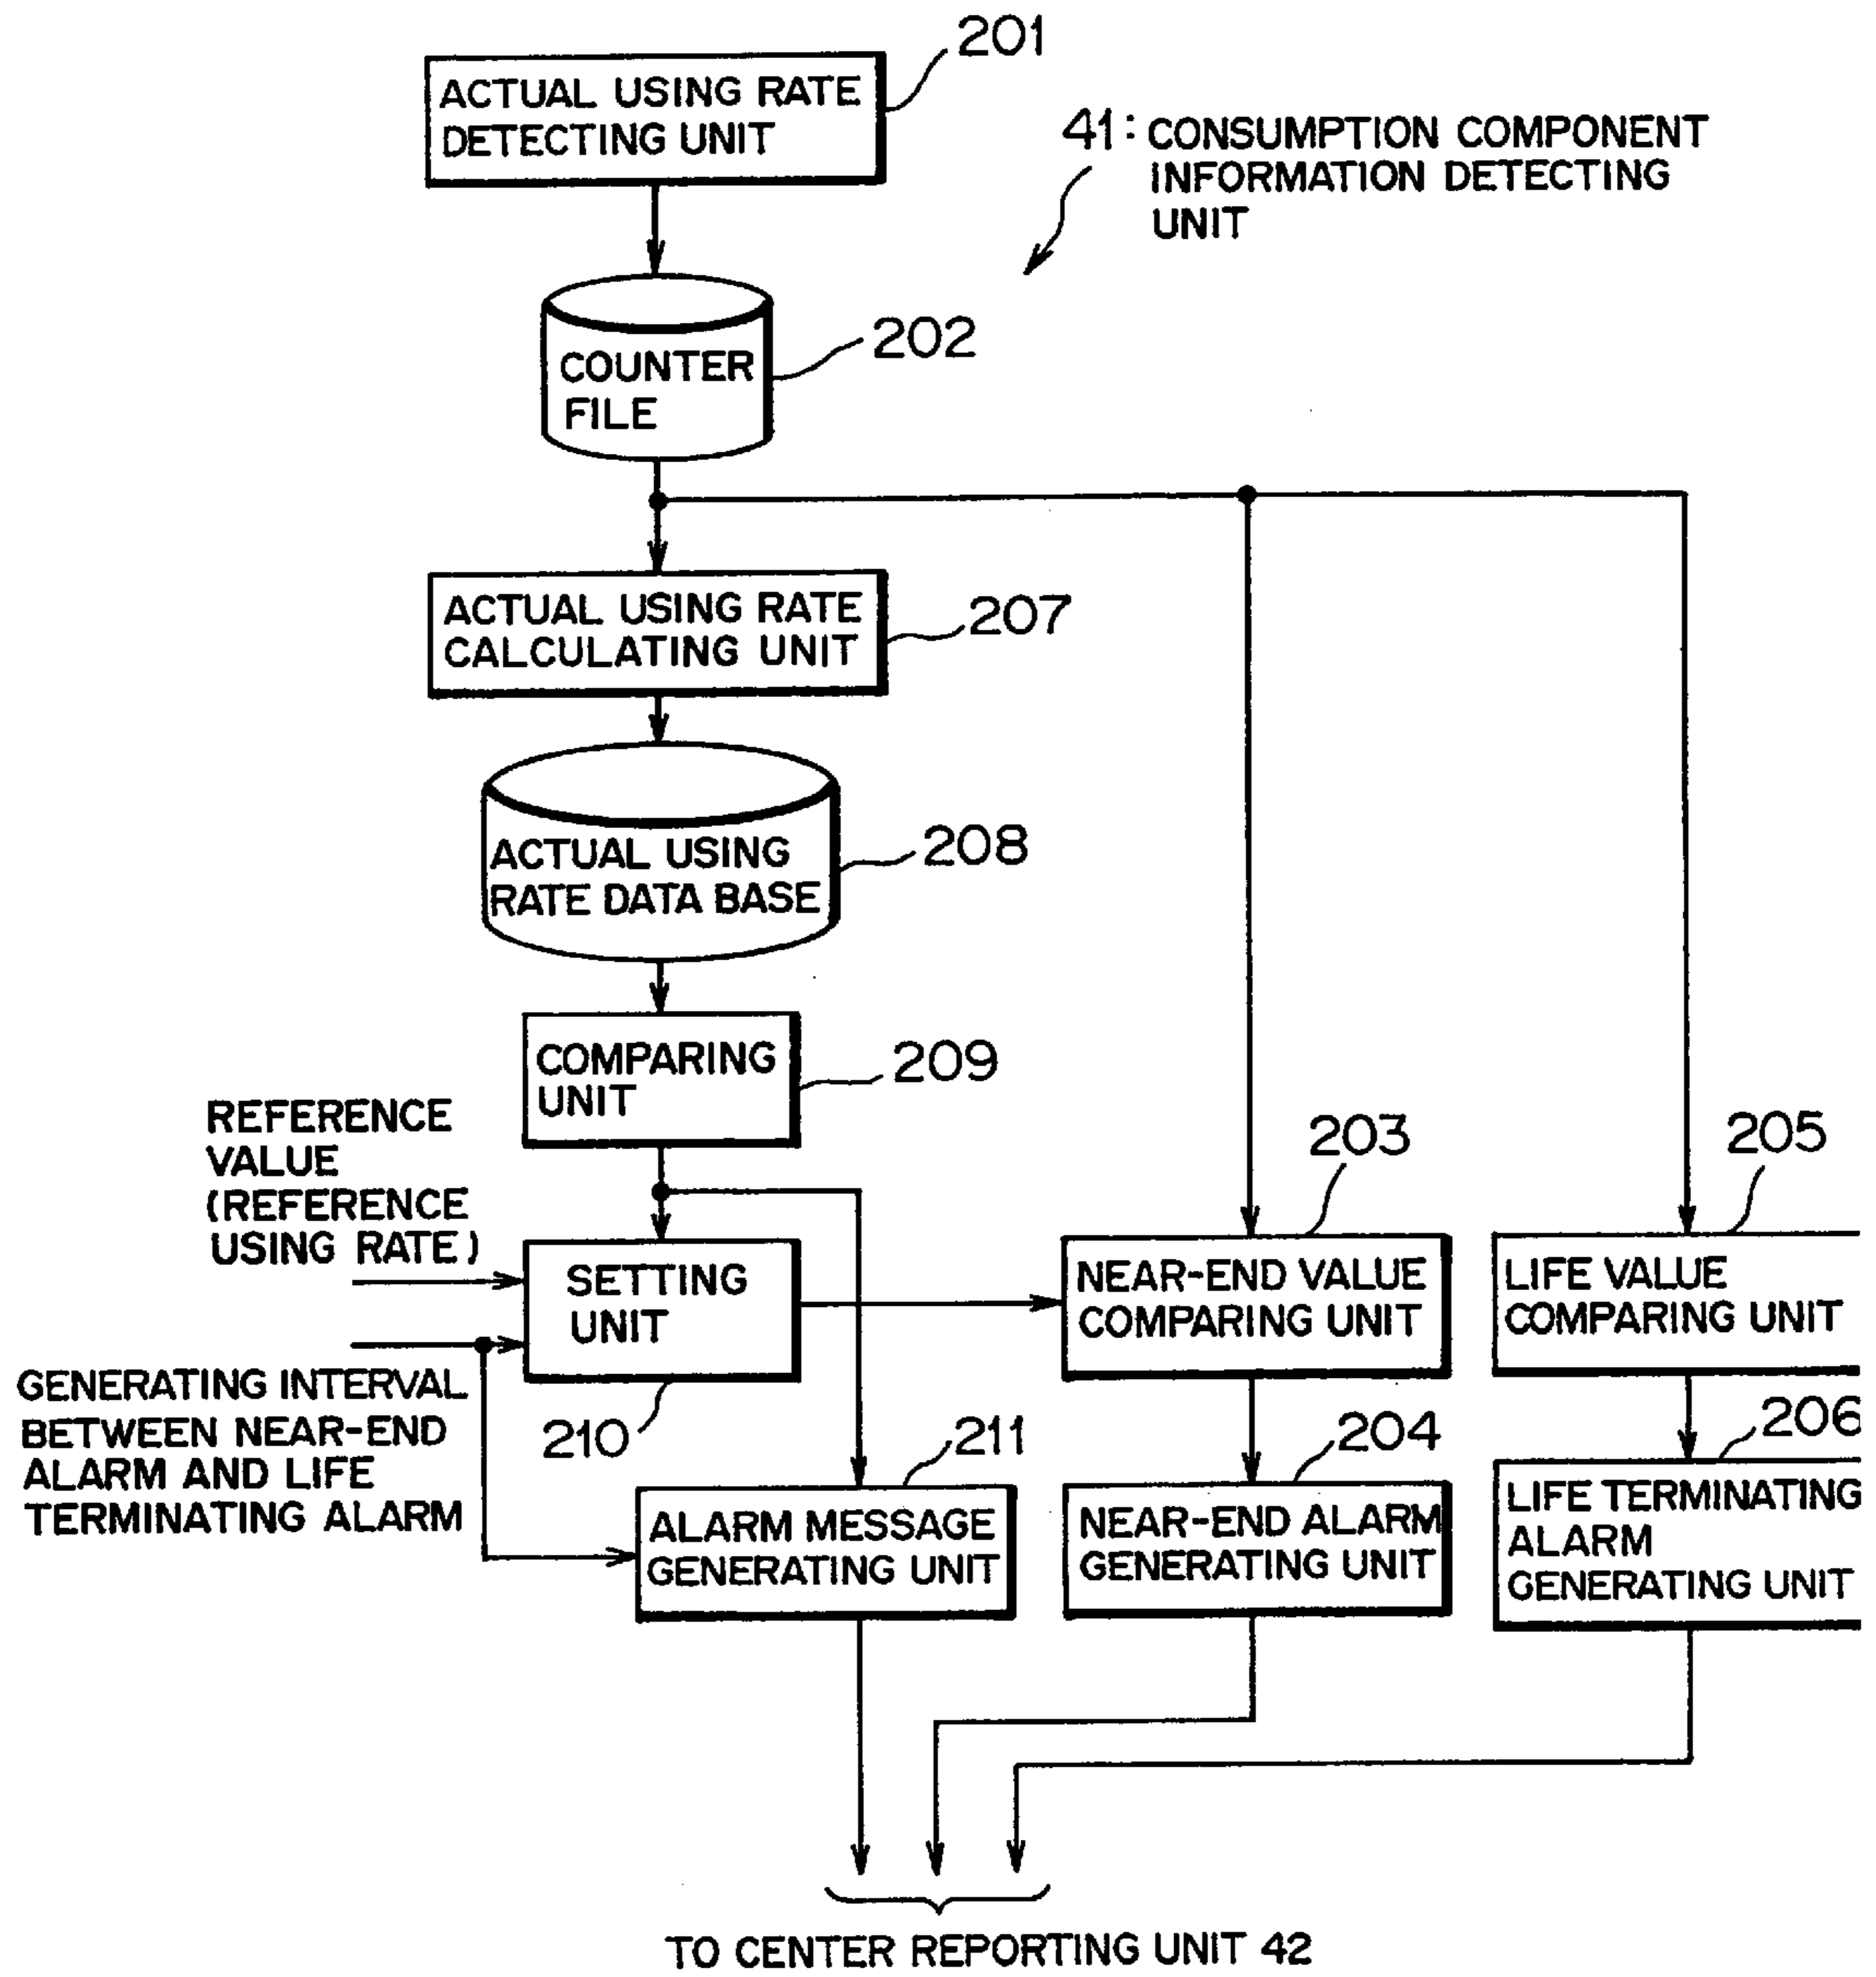 201
ACTUAL USING RATE
DETECTING UNIT
41: CONSUMPTION COMPONENT
INFORMATION DETECTING
UNIT
202
COUNTER
FILE
ACTUAL USING RATE
CALCULATING UNIT
207
ACTUAL USING
RATE DATA BASE
208
COMPARING
UNIT
209
REFERENCE
VALUE
(REFERENCE
USING RATE)
203
205
SETTING
UNIT
NEAR-END VALUE
COMPARING UNIT
LIFE VALUE
COMPARING UNIT
GENERATING INTERVAL
BETWEEN NEAR-END
ALARM AND LIFE
TERMINATING ALARM
210
211
204
206
ALARM MESSAGE
GENERATING UNIT
NEAR-END ALARM
GENERATING UNIT
LIFE TERMINATING
ALARM
GENERATING UNIT
TO CENTER REPORTING UNIT 42